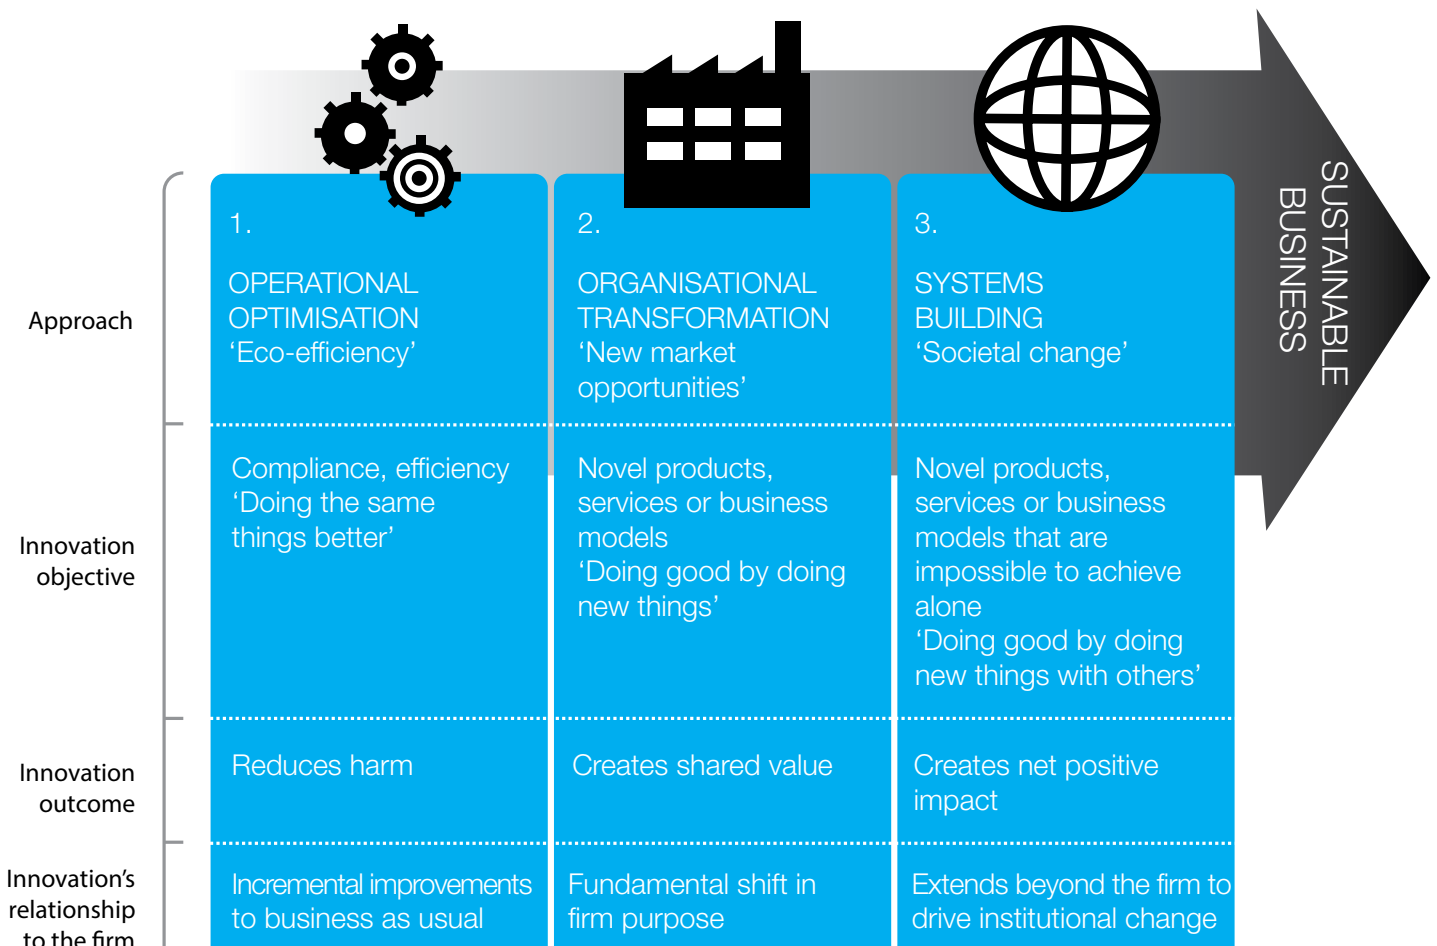 SUSTAINABLE
BUSINESS
Approach
1.
OPERATIONAL
OPTIMISATION
‘Eco-efficiency’
2.
ORGANISATIONAL
TRANSFORMATION
‘New market
opportunities’
3.
SYSTEMS
BUILDING
‘Societal change’
Innovation
objective
Compliance, efficiency
‘Doing the same
things better’
Novel products,
services or business
models
‘Doing good by doing
new things’
Novel products,
services or business
models that are
impossible to achieve
alone
‘Doing good by doing
new things with others’
Innovation
outcome
Reduces harm
Creates shared value
Creates net positive
impact
Innovation’s
relationship
to the firm
Incremental improvements
to business as usual
Fundamental shift in
firm purpose
Extends beyond the firm to
drive institutional change